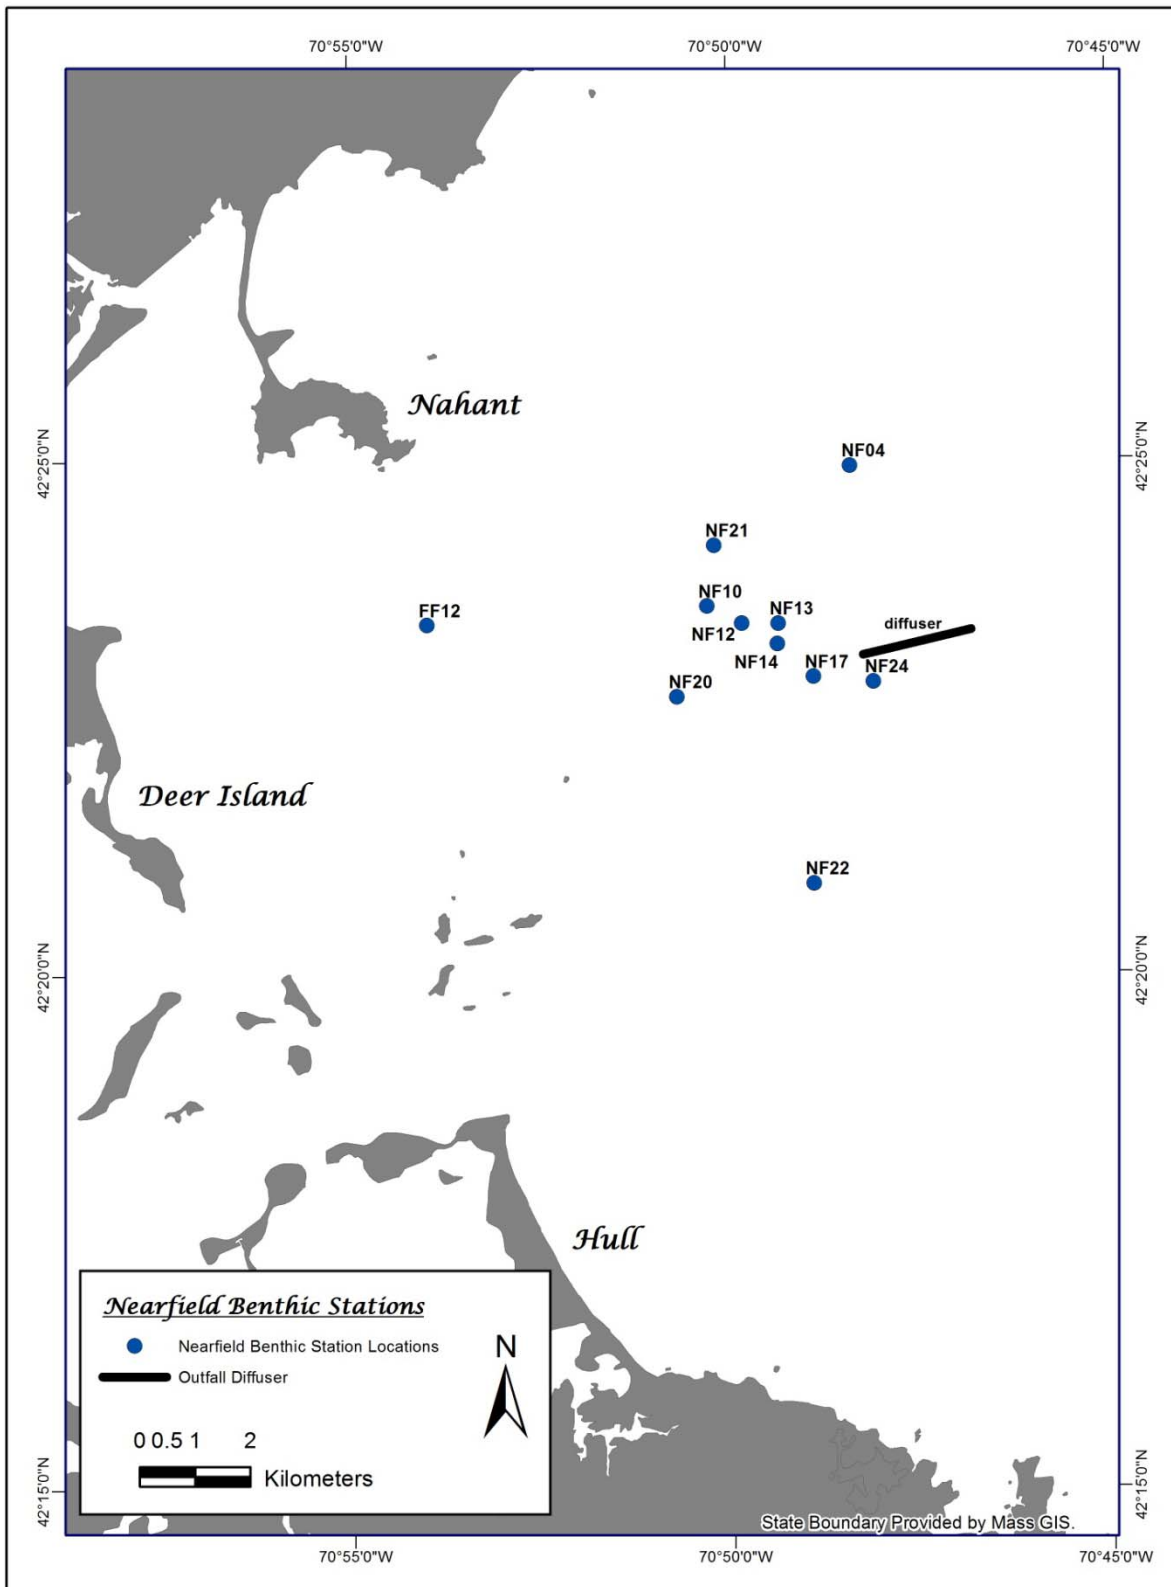 70°55'0"W
70°50'0"W
70°45'0"W
Nahant
42°25'0"N
42°25'0"N
NF04
NF21
NF10
NF13
FF12
NF12
diffuser
NF14
NF17
NF24
NF20
Deer Island
NF22
42°20'0"N
42°20'0"N
Hull
Nearfield Benthic Stations
Nearfield Benthic Station Locations
N
Outfall Diffuser
0 0.5 1 2
Kilometers
42°15'0"N
42°15'0"N
State Boundary Provided by Mass GIS.
70°55'0"W
70°50'0"W
70°45'0"W